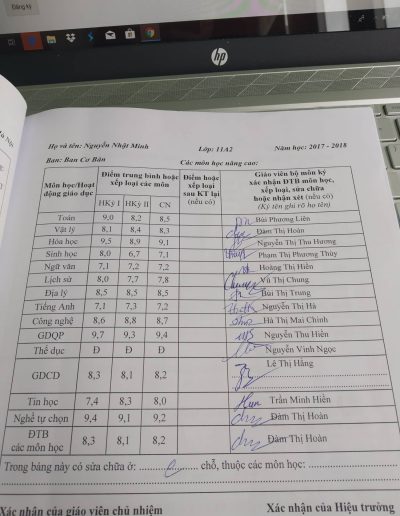 Đăng ký
hp
Họ và tên: Nguyễn Nhật Minh Lớp: 11A2 Năm học: 2017 - 2018
Ban: Ban Cơ Bản Các môn học nâng cao:
Môn học/Hoạt động giáo dục Điểm trung bình hoặc xếp loại các môn Điểm hoặc xếp loại sau KT lại (nếu có) Giáo viên bộ môn ký xác nhận ĐTB môn học, xếp loại, sửa chữa hoặc nhận xét (nếu có) (Ký tên ghi rõ họ tên)
HKỳ I HKỳ II CN
Toán 9,0 8,2 8,5 Bùi Phương Liên
Vật lý 8,1 8,4 8,3 Đàm Thị Hoàn
Hóa học 9,5 8,9 9,1 Nguyễn Thị Thu Hương
Sinh học 8,0 6,7 7,1 Phạm Thị Phương Thúy
Ngữ văn 7,1 7,2 7,2 Hoàng Thị Hiền
Lịch sử 8,0 7,7 7,8 Vũ Thị Chung
Địa lý 8,5 8,5 8,5 Bùi Thị Trung
Tiếng Anh 7,1 7,3 7,2 Nguyễn Thị Hà
Công nghệ 8,6 8,8 8,7 Hà Thị Mai Chinh
GDQP 9,7 9,3 9,4 Nguyễn Thu Hiền
Thể dục Đ Đ Đ Nguyễn Vinh Ngọc
GDCD 8,3 8,1 8,2 Lê Thị Hằng
Tin học 7,4 8,3 8,0 Trần Minh Hiền
Nghề tự chọn 9,4 9,1 9,2 Đàm Thị Hoàn
ĐTB các môn học 8,3 8,1 8,2 Đàm Thị Hoàn
Trong bảng này có sửa chữa ở: ........ chỗ, thuộc các môn học: ........
Xác nhận của giáo viên chủ nhiệm Xác nhận của Hiệu trưởng